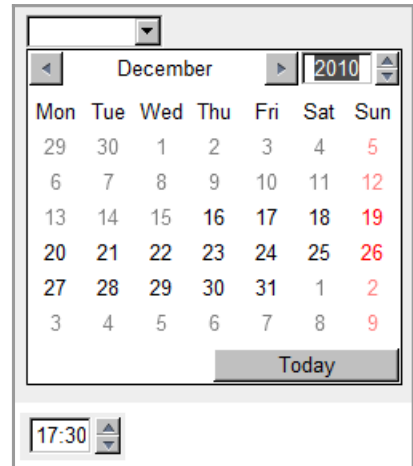 December 2010
Mon Tue Wed Thu Fri Sat Sun
29 30 1 2 3 4 5
6 7 8 9 10 11 12
13 14 15 16 17 18 19
20 21 22 23 24 25 26
27 28 29 30 31 1 2
3 4 5 6 7 8 9
Today
17:30